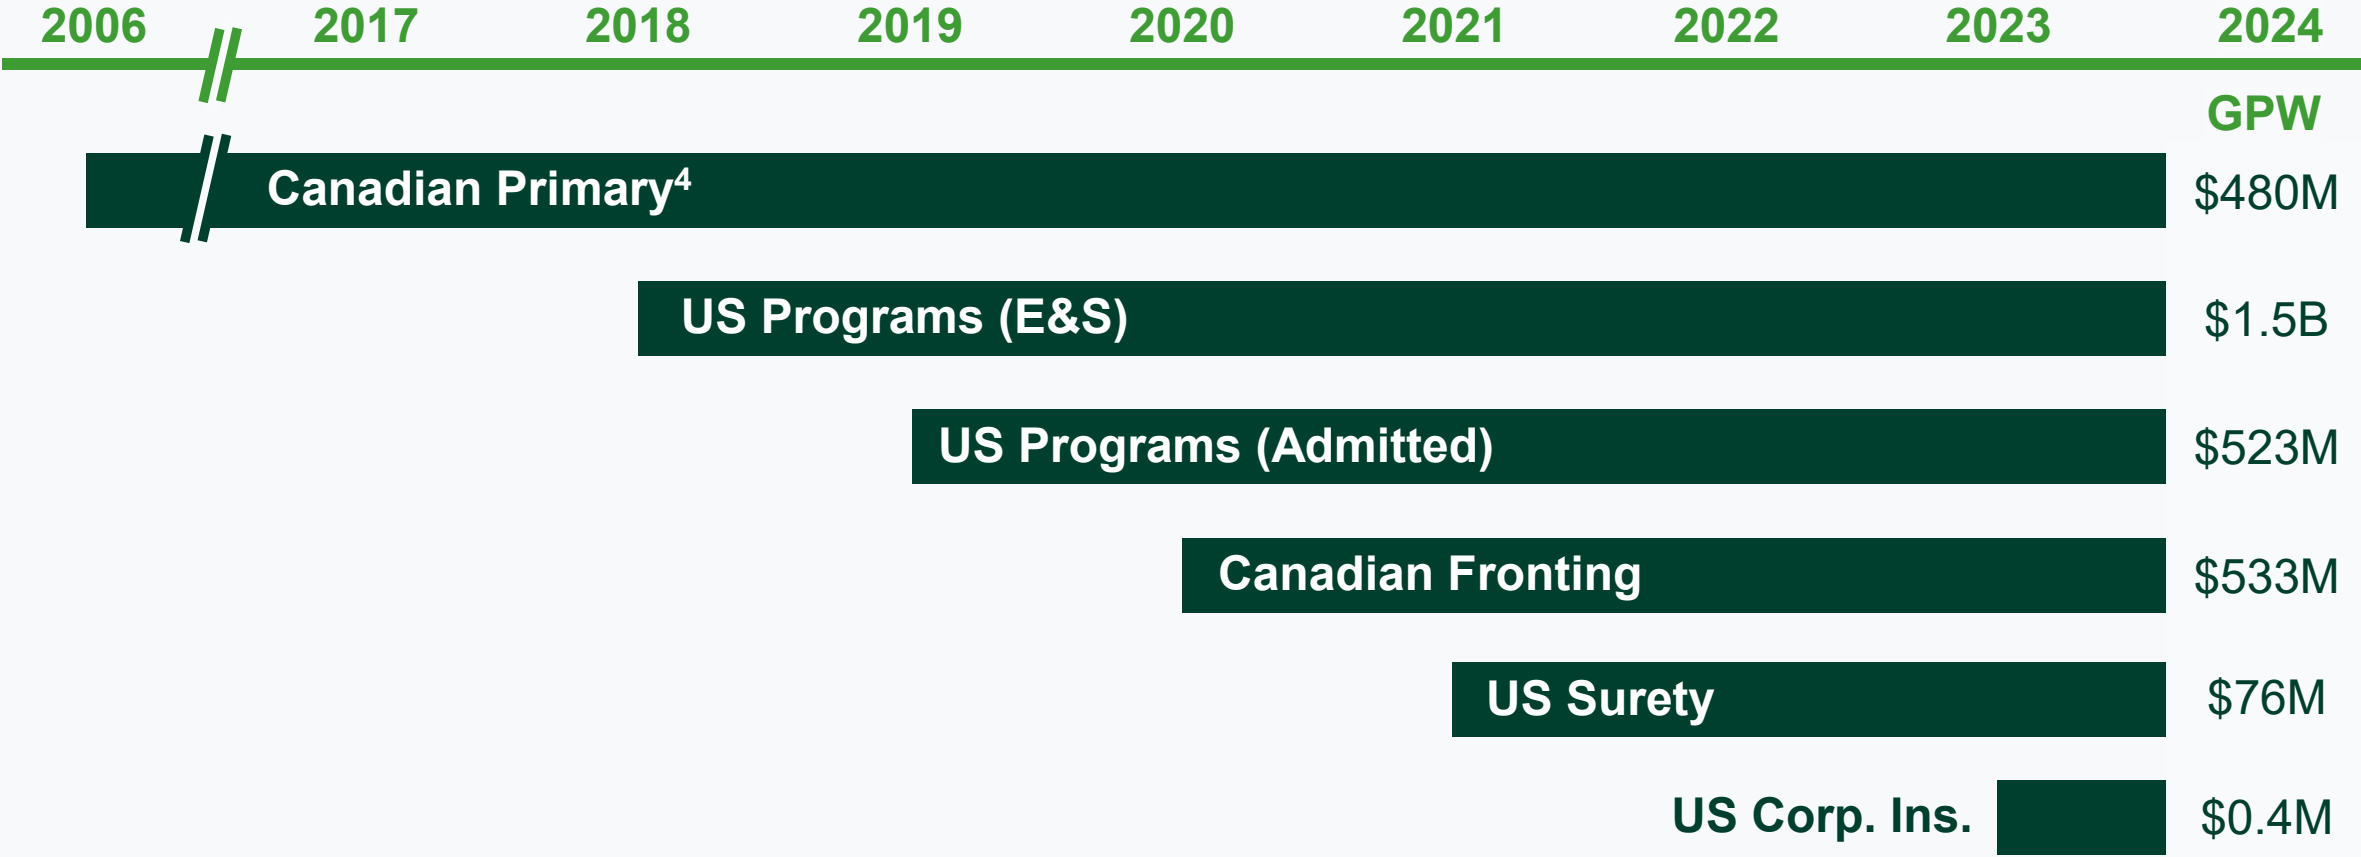 2006 2017 2018 2019 2020 2021 2022 2023 2024
GPW
Canadian Primary⁴ $480M
US Programs (E&S) $1.5B
US Programs (Admitted) $523M
Canadian Fronting $533M
US Surety $76M
US Corp. Ins. $0.4M